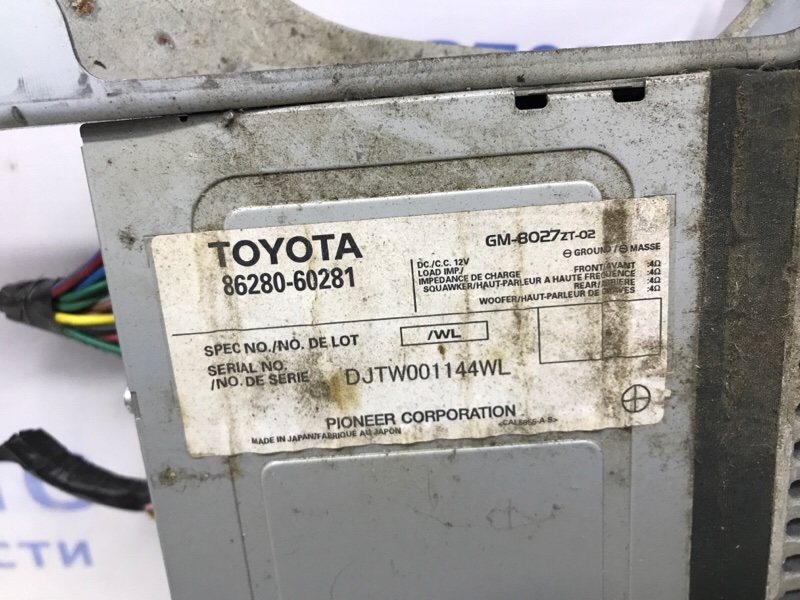 TOYOTA
86280-60281
GM-8027ZT-02
⊖ GROUND/⊖ MASSE
DC./C.C. 12V
LOAD IMP./
IMPEDANCE DE CHARGE
FRONT/AVANT :4Ω
SQUAWKER/HAUT-PARLEUR A HAUTE FREQUENCE :4Ω
REAR/ARRIERE :4Ω
WOOFER/HAUT-PARLEUR DE GRAVES :4Ω
SPEC NO./NO. DE LOT /WL
SERIAL NO.
/NO. DE SERIE DJTW001144WL
PIONEER CORPORATION
MADE IN JAPAN/FABRIQUE AU JAPON
СТИ